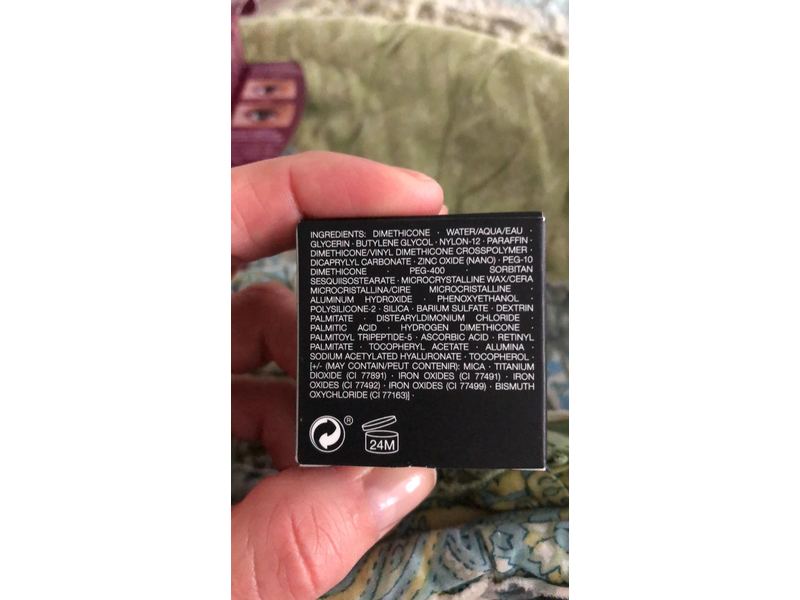 INGREDIENTS: DIMETHICONE · WATER/AQUA/EAU ·
GLYCERIN · BUTYLENE GLYCOL · NYLON-12 · PARAFFIN ·
DIMETHICONE/VINYL DIMETHICONE CROSSPOLYMER ·
DICAPRYLYL CARBONATE · ZINC OXIDE (NANO) · PEG-10
DIMETHICONE · PEG-400 · SORBITAN
SESQUIISOSTEARATE · MICROCRYSTALLINE WAX/CERA
MICROCRISTALLINA/CIRE MICROCRISTALLINE ·
ALUMINUM HYDROXIDE · PHENOXYETHANOL ·
POLYSILICONE-2 · SILICA · BARIUM SULFATE · DEXTRIN
PALMITATE · DISTEARYLDIMONIUM CHLORIDE ·
PALMITIC ACID · HYDROGEN DIMETHICONE ·
PALMITOYL TRIPEPTIDE-5 · ASCORBIC ACID · RETINYL
PALMITATE · TOCOPHERYL ACETATE · ALUMINA ·
SODIUM ACETYLATED HYALURONATE · TOCOPHEROL ·
[+/- (MAY CONTAIN/PEUT CONTENIR): MICA · TITANIUM
DIOXIDE (CI 77891) · IRON OXIDES (CI 77491) · IRON
OXIDES (CI 77492) · IRON OXIDES (CI 77499) · BISMUTH
OXYCHLORIDE (CI 77163)] ·
®
24M